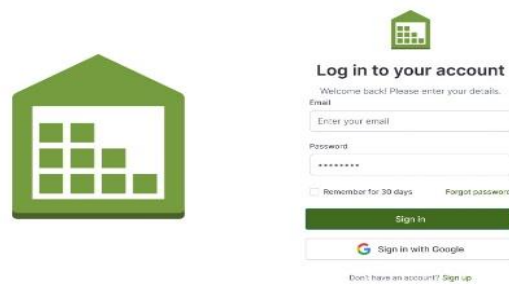 Log in to your account
Welcome back! Please enter your details.
Email
Enter your email
Password
••••••••
Remember for 30 days Forgot password
Sign in
Sign in with Google
Don't have an account? Sign up